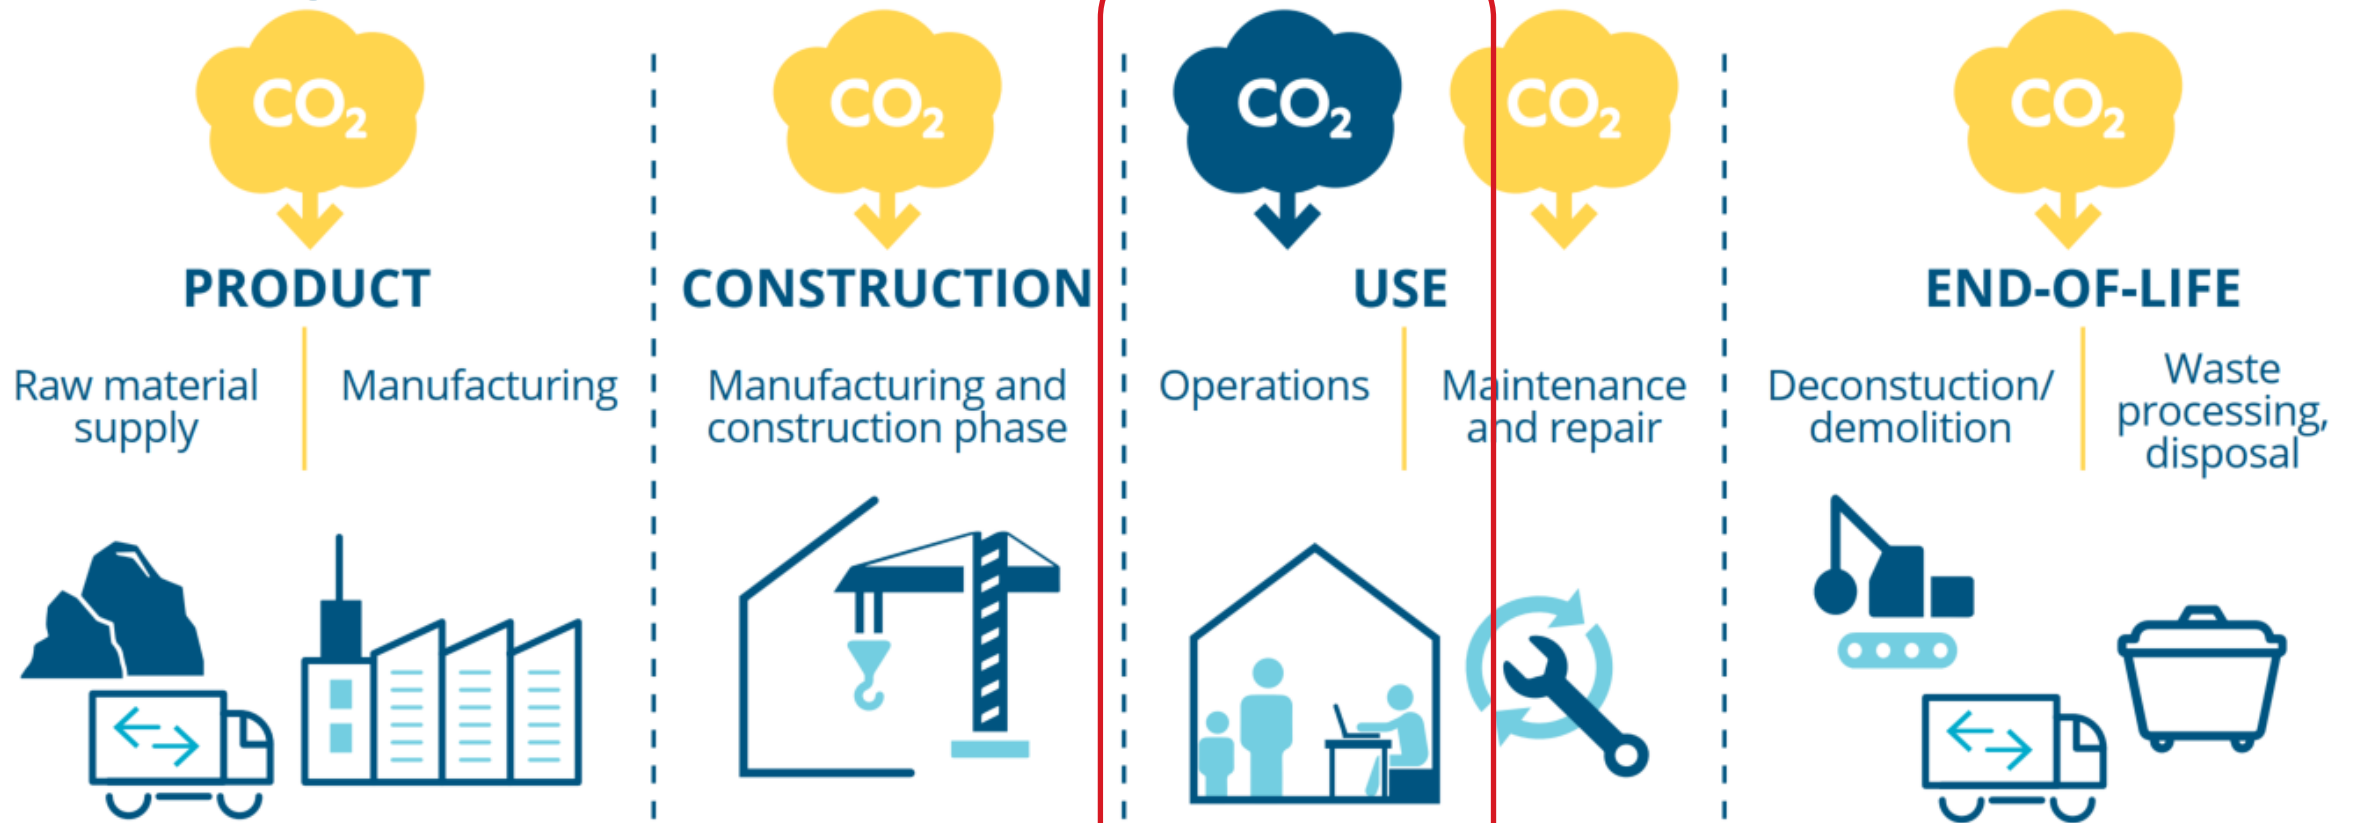 CO₂
CO₂
CO₂
CO₂
CO₂
PRODUCT
CONSTRUCTION
USE
END-OF-LIFE
Raw material
supply
Manufacturing
Manufacturing and
construction phase
Operations
Maintenance
and repair
Deconstuction/
demolition
Waste
processing,
disposal